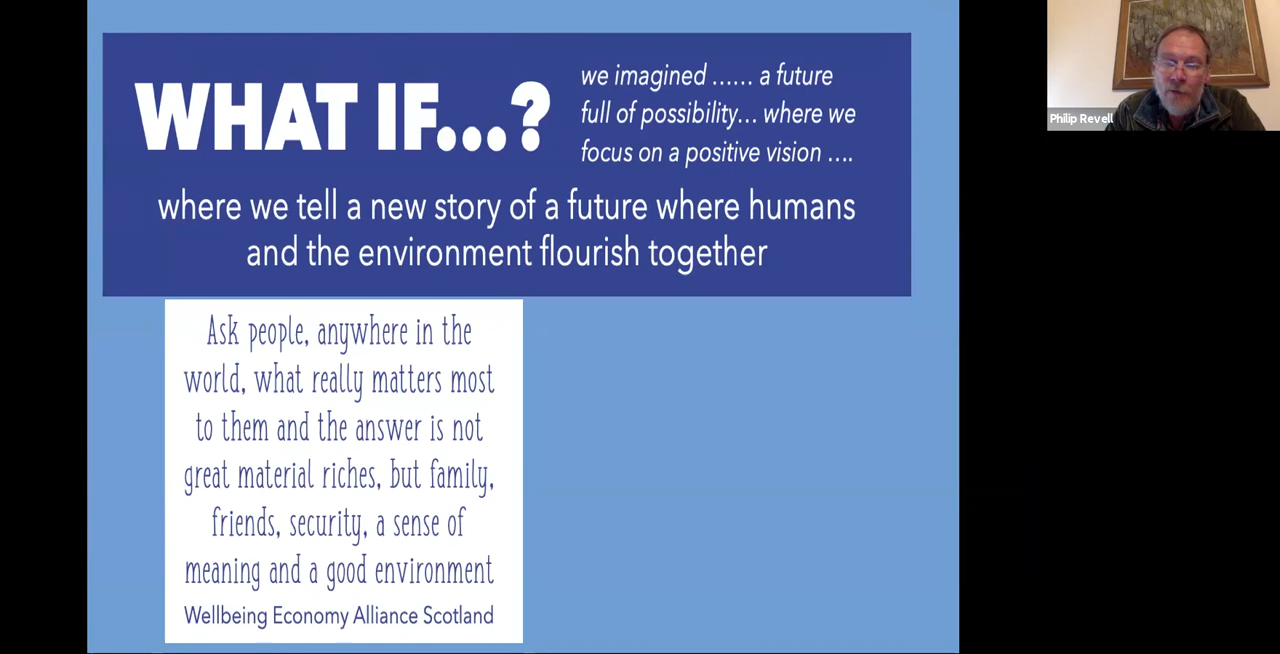 WHAT IF...?
we imagined ...... a future
full of possibility... where we
focus on a positive vision ....
where we tell a new story of a future where humans
and the environment flourish together
Ask people, anywhere in the
world, what really matters most
to them and the answer is not
great material riches, but family,
friends, security, a sense of
meaning and a good environment
Wellbeing Economy Alliance Scotland
Philip Revell